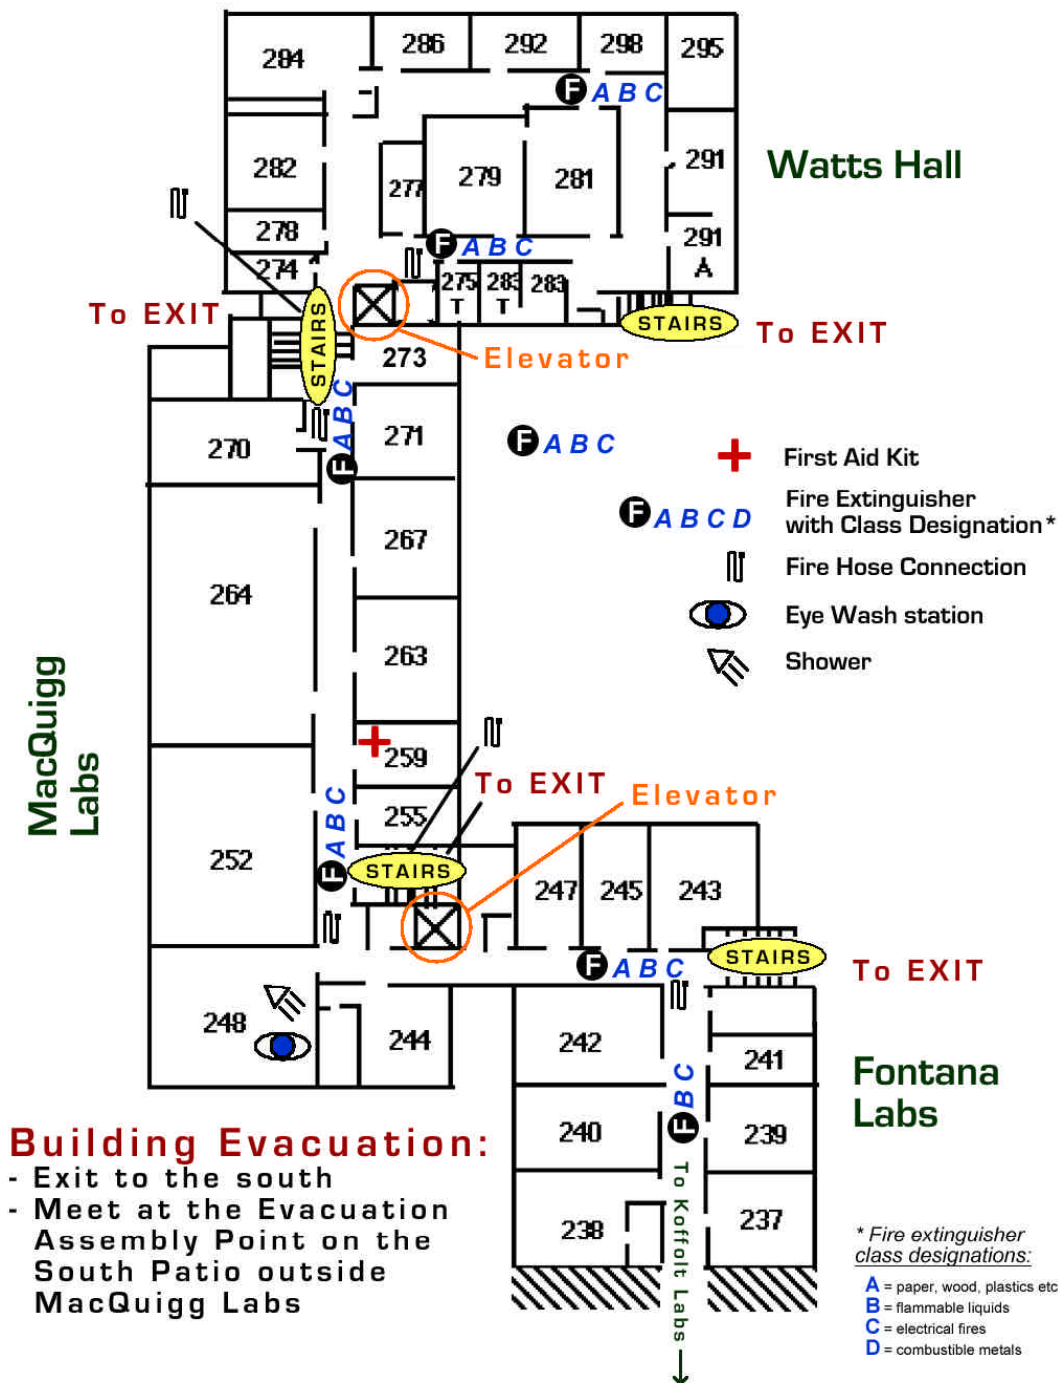 284
286
292
298
295
F A B C
282
277
279
281
291
Watts Hall
278
F A B C
291
A
274
275
T
283
T
283
To EXIT
STAIRS
STAIRS
To EXIT
273
Elevator
A B C
270
271
F A B C
First Aid Kit
F
267
F A B C D
Fire Extinguisher
with Class Designation*
Fire Hose Connection
264
Eye Wash station
263
Shower
MacQuigg
Labs
259
To EXIT
Elevator
A B C
255
252
F
STAIRS
247
245
243
F A B C
STAIRS
To EXIT
248
244
242
241
Fontana
Labs
B C
F
240
239
238
237
To Koffolt Labs
Building Evacuation:
- Exit to the south
- Meet at the Evacuation
Assembly Point on the
South Patio outside
MacQuigg Labs
* Fire extinguisher
class designations:
A = paper, wood, plastics etc
B = flammable liquids
C = electrical fires
D = combustible metals